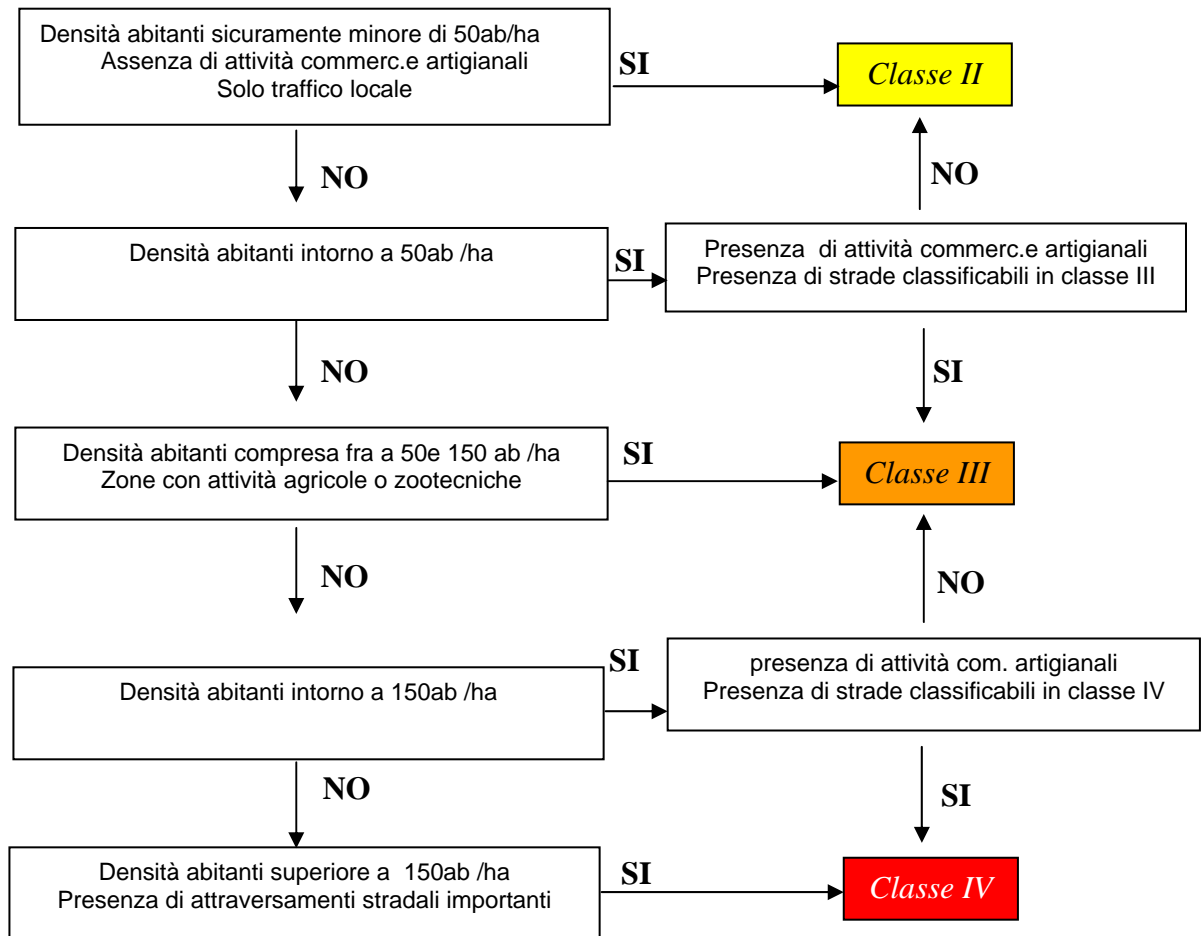 Densità abitanti sicuramente minore di 50ab/ha
Assenza di attività commerc.e artigianali
Solo traffico locale
SI
Classe II
NO
NO
Densità abitanti intorno a 50ab /ha
SI
Presenza  di attività commerc.e artigianali
Presenza di strade classificabili in classe III
NO
SI
Densità abitanti compresa fra a 50e 150 ab /ha
Zone con attività agricole o zootecniche
SI
Classe III
NO
NO
Densità abitanti intorno a 150ab /ha
SI
presenza di attività com. artigianali
Presenza di strade classificabili in classe IV
NO
SI
Densità abitanti superiore a  150ab /ha
Presenza di attraversamenti stradali importanti
SI
Classe IV